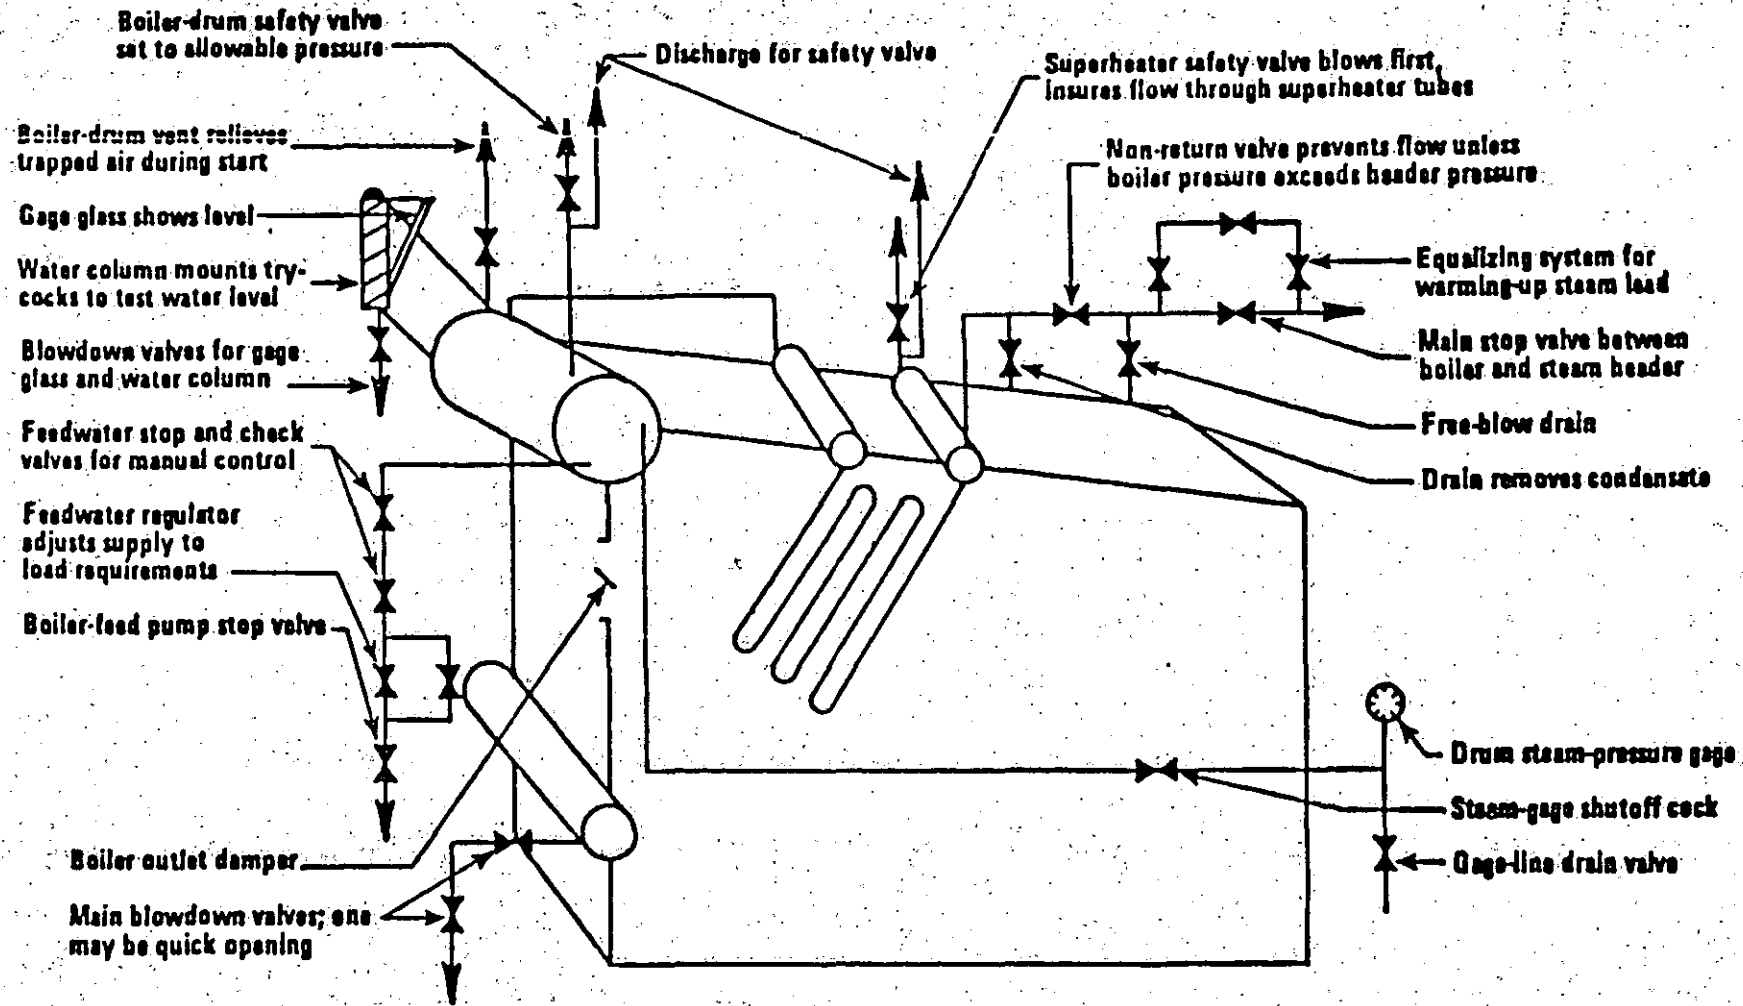 Boiler-drum safety valve
set to allowable pressure
Discharge for safety valve
Superheater safety valve blows first,
insures flow through superheater tubes
Boiler-drum vent relieves
trapped air during start
Non-return valve prevents flow unless
boiler pressure exceeds header pressure
Gage glass shows level
Water column mounts try-
cocks to test water level
Equalizing system for
warming-up steam lead
Blowdown valves for gage
glass and water column
Main stop valve between
boiler and steam header
Feedwater stop and check
valves for manual control
Free-blow drain
Drain removes condensate
Feedwater regulator
adjusts supply to
load requirements
Boiler-feed pump stop valve
Drum steam-pressure gage
Steam-gage shutoff cock
Boiler outlet damper
Gage-line drain valve
Main blowdown valves; one
may be quick opening